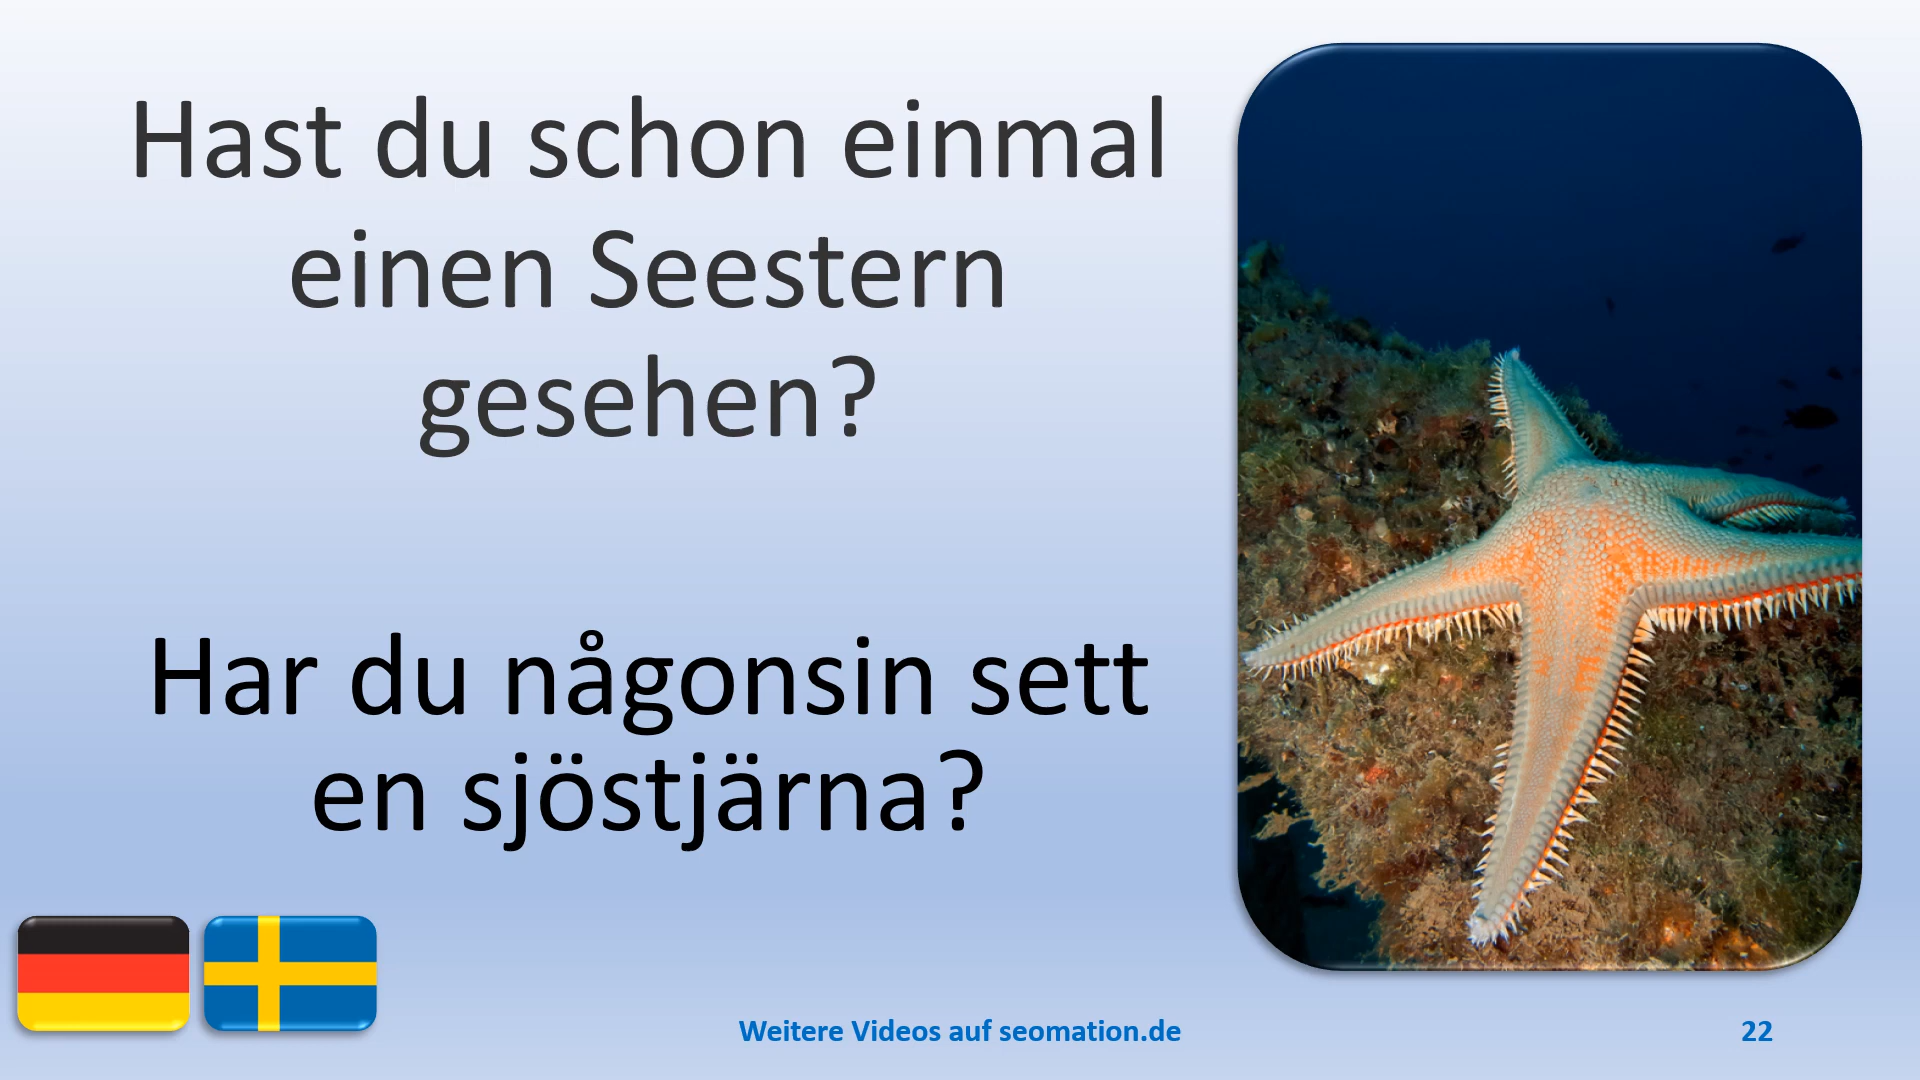 Hast du schon einmal
einen Seestern
gesehen?
Har du någonsin sett
en sjöstjärna?
Weitere Videos auf seomation.de
22